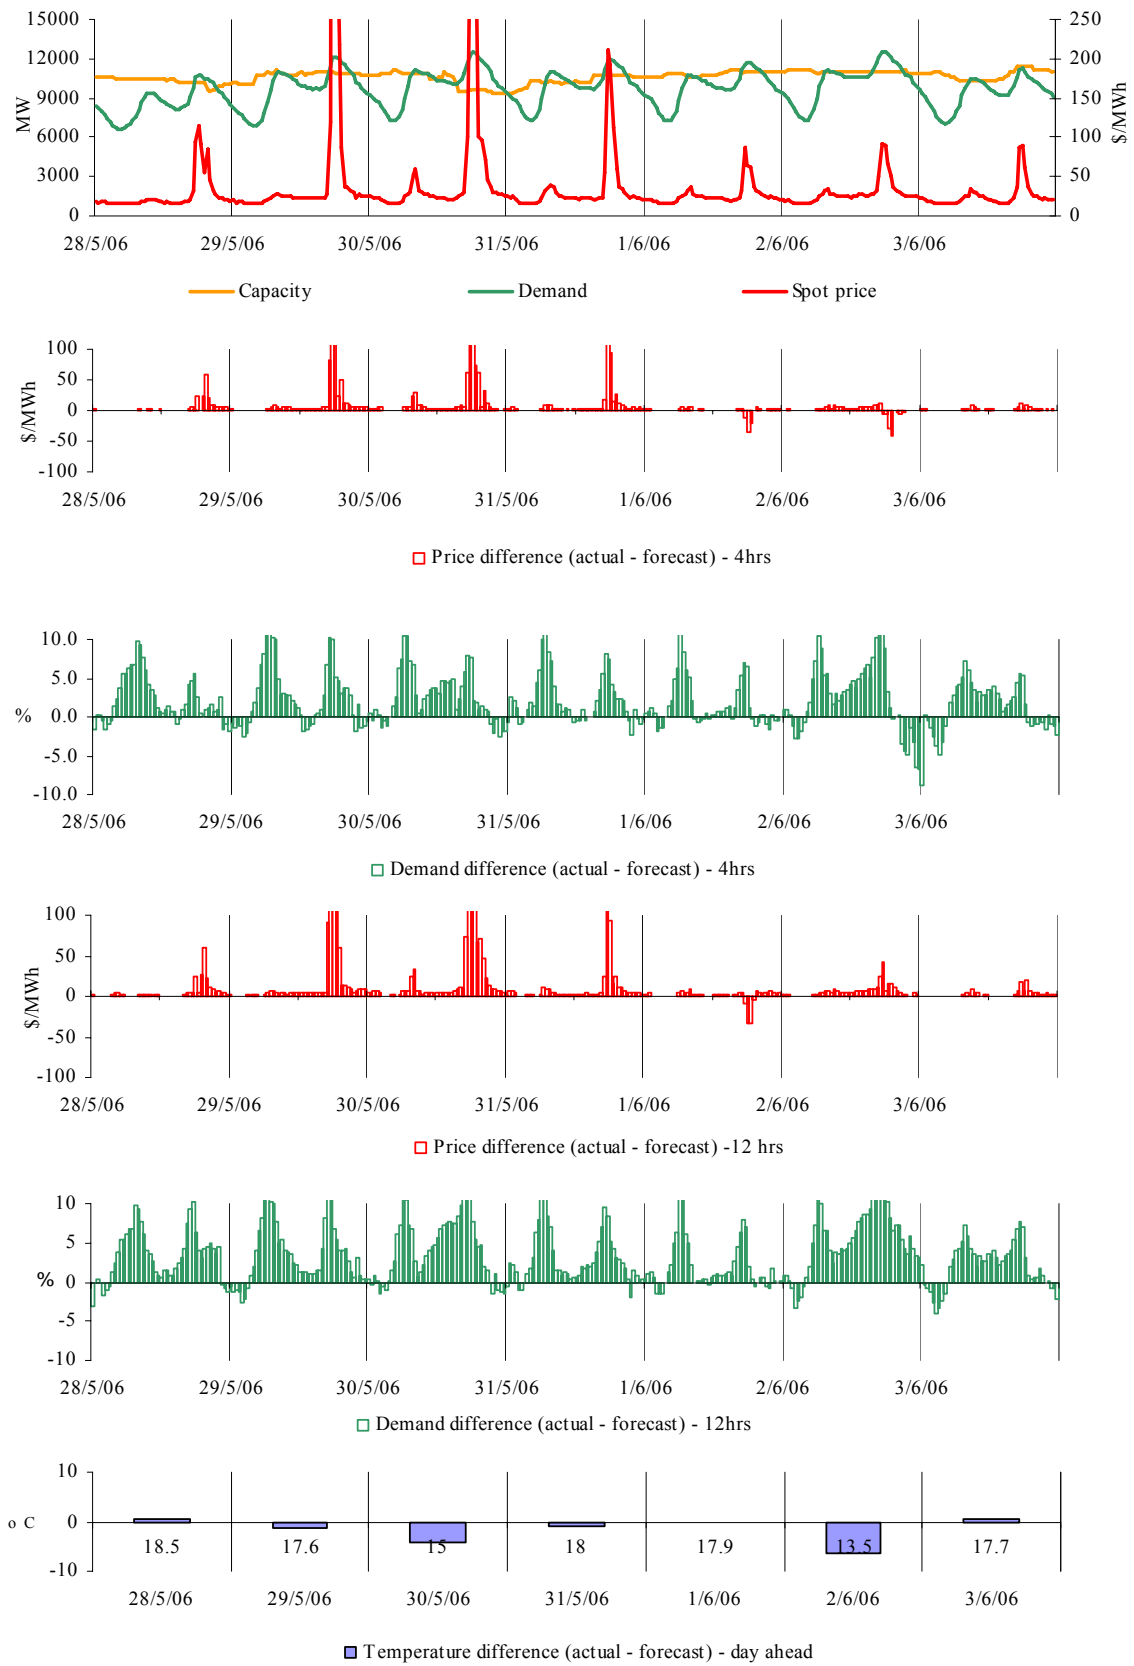 15000
12000
9000
6000
3000
0
MW
250
200
150
100
50
0
$/MWh
28/5/06 29/5/06 30/5/06 31/5/06 1/6/06 2/6/06 3/6/06
Capacity Demand Spot price
100
50
0
-50
-100
$/MWh
28/5/06 29/5/06 30/5/06 31/5/06 1/6/06 2/6/06 3/6/06
Price difference (actual - forecast) - 4hrs
10.0
5.0
0.0
-5.0
-10.0
%
28/5/06 29/5/06 30/5/06 31/5/06 1/6/06 2/6/06 3/6/06
Demand difference (actual - forecast) - 4hrs
100
50
0
-50
-100
$/MWh
28/5/06 29/5/06 30/5/06 31/5/06 1/6/06 2/6/06 3/6/06
Price difference (actual - forecast) -12 hrs
10
5
0
-5
-10
%
28/5/06 29/5/06 30/5/06 31/5/06 1/6/06 2/6/06 3/6/06
Demand difference (actual - forecast) - 12hrs
10
0
-10
o C
18.5 17.6 15 18 17.9 13.5 17.7
28/5/06 29/5/06 30/5/06 31/5/06 1/6/06 2/6/06 3/6/06
Temperature difference (actual - forecast) - day ahead